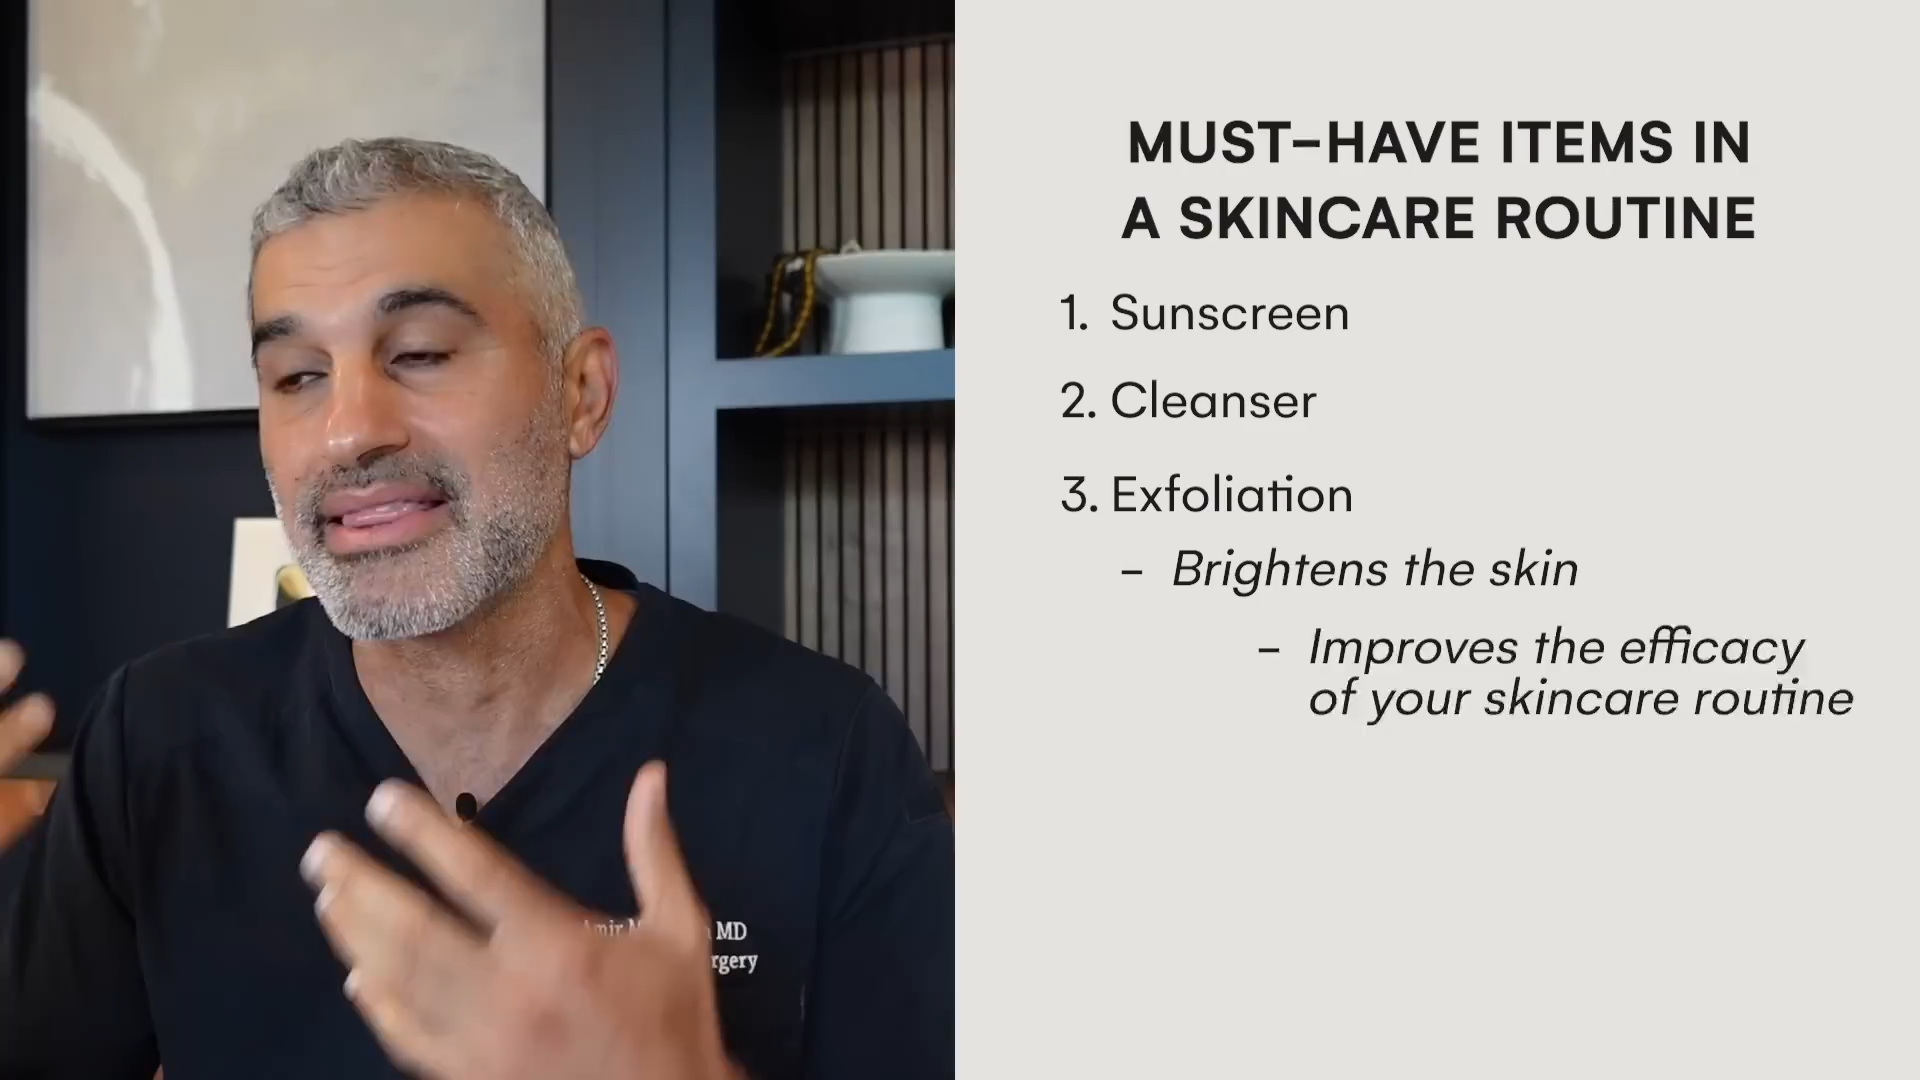 MUST-HAVE ITEMS IN
A SKINCARE ROUTINE
1. Sunscreen
2. Cleanser
3. Exfoliation
– Brightens the skin
– Improves the efficacy
of your skincare routine
Amir MD